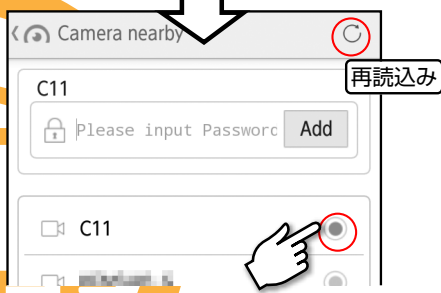 Camera nearby
再読込み
C11
Please input Password
Add
C11